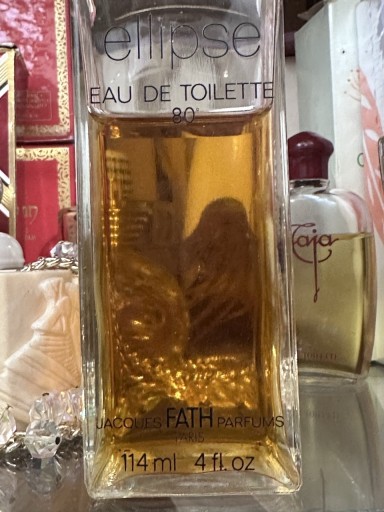 ellipse
EAU DE TOILETTE
80°
JACQUES FATH PARFUMS
PARIS
114 ml 4 fl. oz
Taja